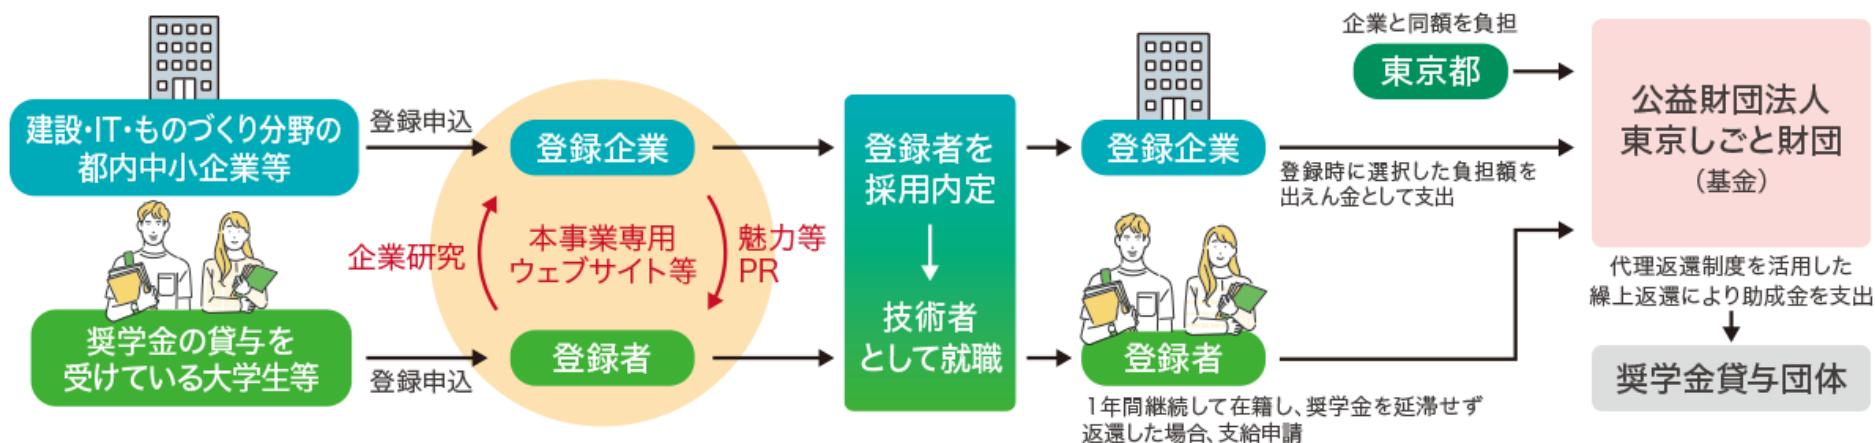 建設・IT・ものづくり分野の
都内中小企業等
奨学金の貸与を
受けている大学生等
登録申込
登録申込
登録企業
企業研究
本事業専用
ウェブサイト等
魅力等
PR
登録者
登録者を
採用内定
技術者
として就職
登録企業
登録時に選択した負担額を
出えん金として支出
登録者
1年間継続して在籍し、奨学金を延滞せず
返還した場合、支給申請
企業と同額を負担
東京都
公益財団法人
東京しごと財団
（基金）
代理返還制度を活用した
繰上返還により助成金を支出
奨学金貸与団体